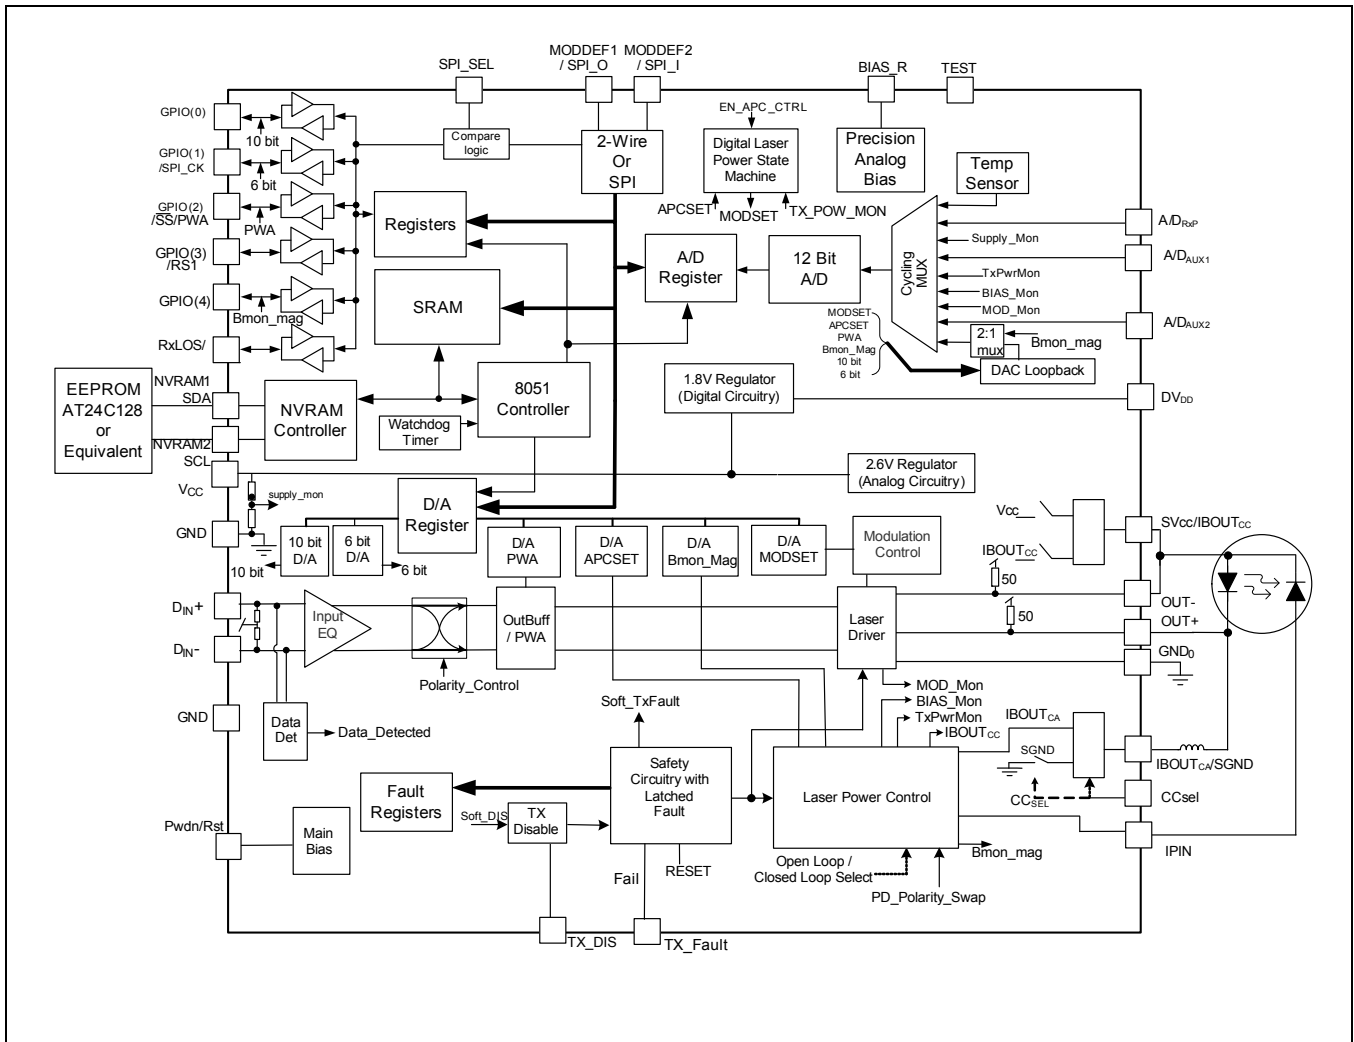 MODDEF1 MODDEF2
SPI_SEL / SPI_O / SPI_I BIAS_R TEST
GPIO(0)
10 bit
GPIO(1)
/SPI_CK
6 bit
GPIO(2)
/SS/PWA
PWA
GPIO(3)
/RS1
GPIO(4)
Bmon_mag
RxLOS/
Compare
logic
2-Wire
Or
SPI
EN_APC_CTRL
Digital Laser
Power State
Machine
APCSET
MODSET
TX_POW_MON
Precision
Analog
Bias
Temp
Sensor
Registers
SRAM
A/D
Register
12 Bit
A/D
Cycling
MUX
Supply_Mon
TxPwrMon
BIAS_Mon
MOD_Mon
A/DRxP
A/DAUX1
A/DAUX2
MODSET
APCSET
PWA
Bmon_Mag
10 bit
6 bit
2:1
mux
Bmon_mag
DAC Loopback
EEPROM
AT24C128
or
Equivalent
NVRAM1
SDA
NVRAM2
SCL
NVRAM
Controller
8051
Controller
Watchdog
Timer
1.8V Regulator
(Digital Circuitry)
DVDD
2.6V Regulator
(Analog Circuitry)
VCC
supply_mon
GND
D/A
Register
10 bit
D/A
10 bit
6 bit
D/A
6 bit
D/A
PWA
D/A
APCSET
D/A
Bmon_Mag
D/A
MODSET
Modulation
Control
Vcc
IBOUTCC
50
50
SVcc/IBOUTCC
OUT-
OUT+
GND0
DIN+
DIN-
Input
EQ
Polarity_Control
OutBuff
/ PWA
Laser
Driver
MOD_Mon
BIAS_Mon
TxPwrMon
IBOUTCC
GND
Data
Det
Data_Detected
Soft_TxFault
Safety
Circuitry with
Latched
Fault
Fault
Registers
Soft_DIS
TX
Disable
Laser Power Control
IBOUTCA
SGND
CCSEL
IBOUTCA/SGND
CCsel
IPIN
Pwdn/Rst
Main
Bias
Fail
RESET
Open Loop /
Closed Loop Select
Bmon_mag
PD_Polarity_Swap
TX_DIS
TX_Fault